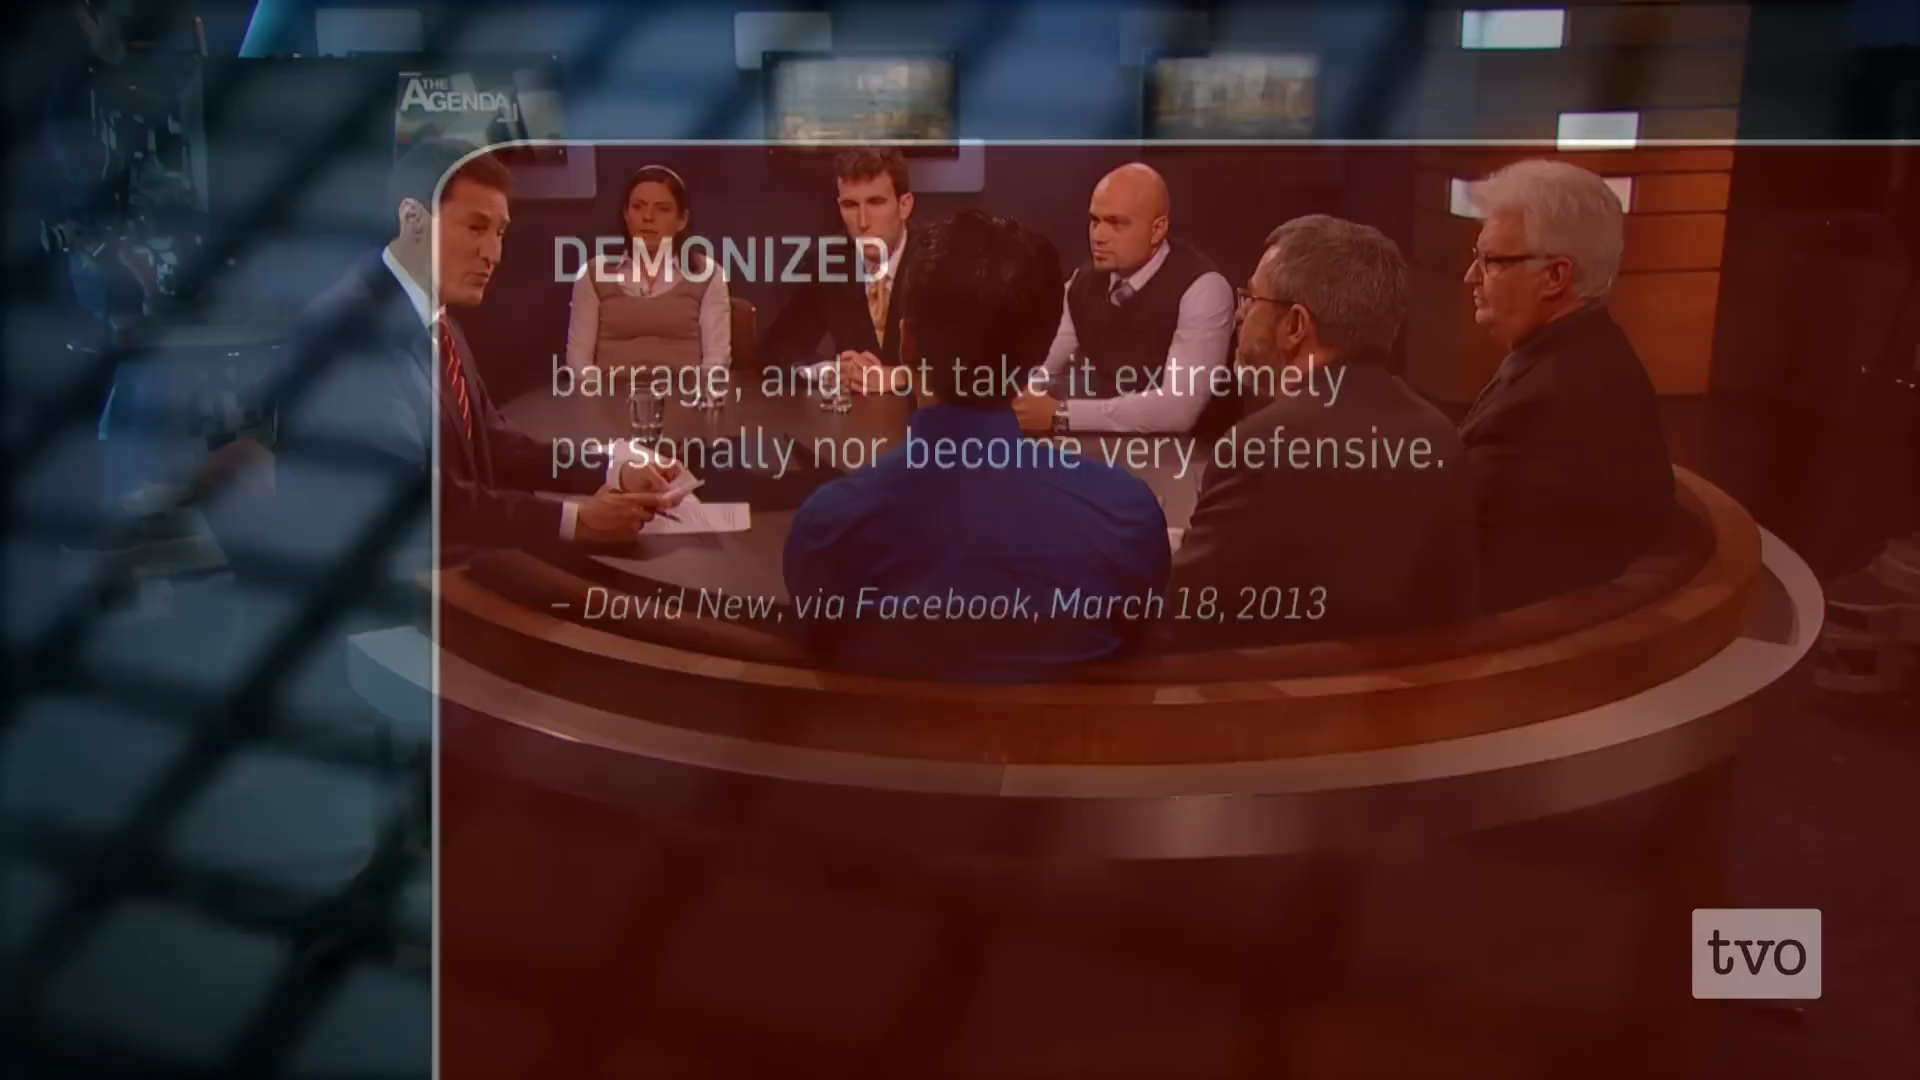 THE
AGENDA
DEMONIZED
barrage, and not take it extremely
personally nor become very defensive.
– David New, via Facebook, March 18, 2013
tvo